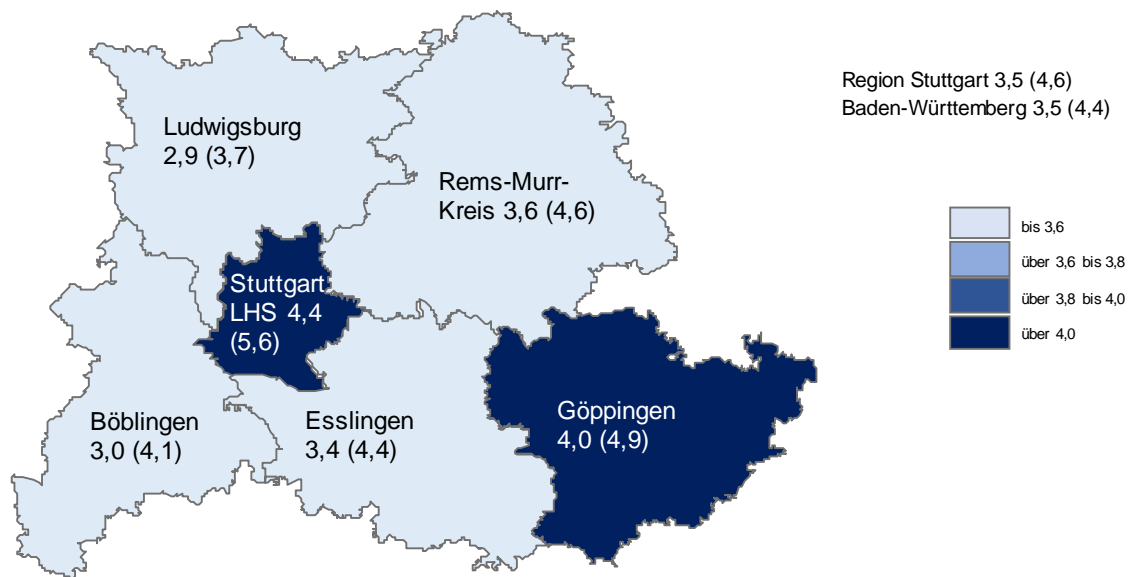 Region Stuttgart 3,5 (4,6)
Baden-Württemberg 3,5 (4,4)
Ludwigsburg
2,9 (3,7)
Rems-Murr-
Kreis 3,6 (4,6)
Stuttgart
LHS 4,4
(5,6)
Böblingen
3,0 (4,1)
Esslingen
3,4 (4,4)
Göppingen
4,0 (4,9)
bis 3,6
über 3,6 bis 3,8
über 3,8 bis 4,0
über 4,0